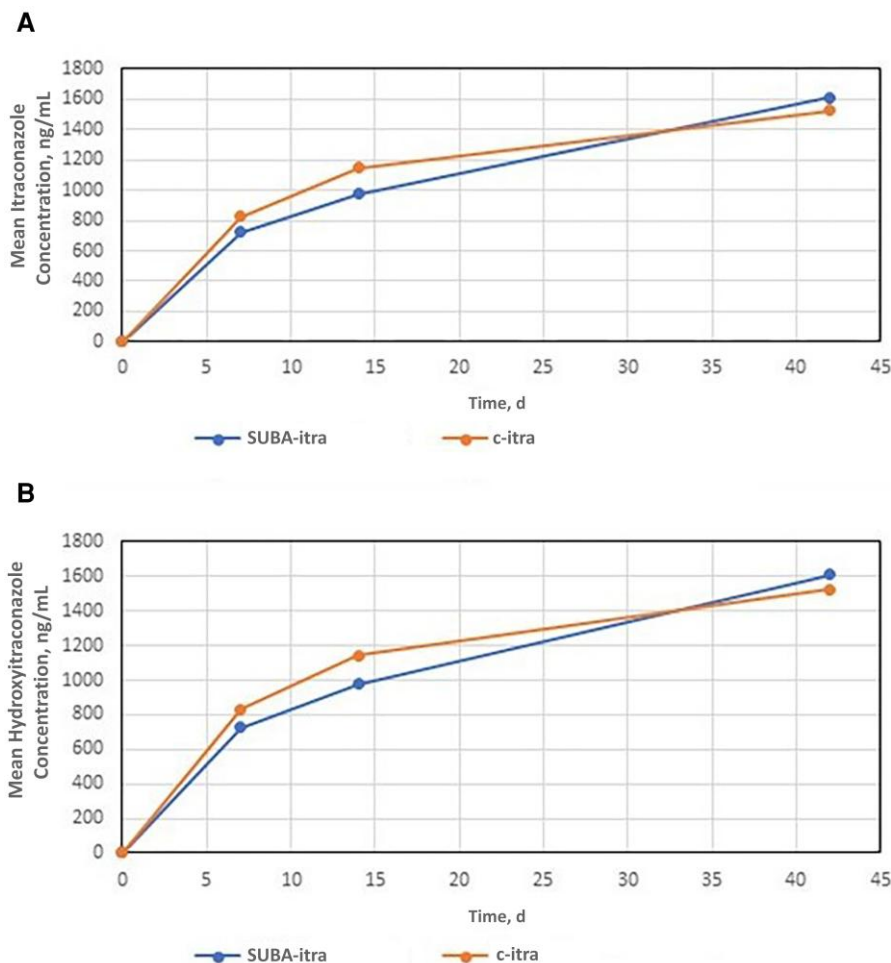 A
1800
1600
1400
1200
1000
800
600
400
200
0
Mean Itraconazole
Concentration, ng/mL
0 5 10 15 20 25 30 35 40 45
Time, d
SUBA-itra c-itra
B
1800
1600
1400
1200
1000
800
600
400
200
0
Mean Hydroxyitraconazole
Concentration, ng/mL
0 5 10 15 20 25 30 35 40 45
Time, d
SUBA-itra c-itra